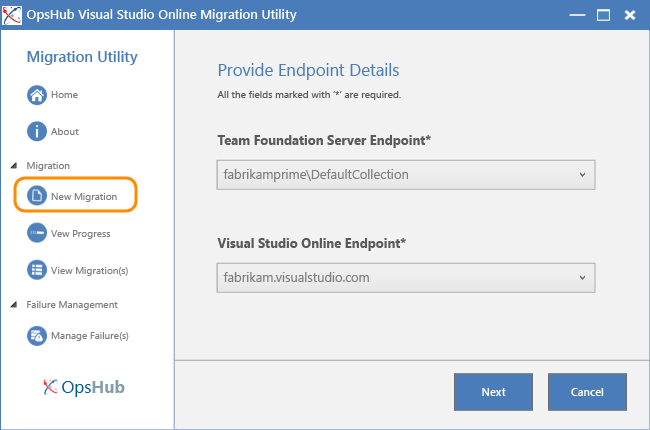 OpsHub Visual Studio Online Migration Utility
Migration Utility
Home
About
Migration
New Migration
Vew Progress
View Migration(s)
Failure Management
Manage Failure(s)
OpsHub
Provide Endpoint Details
All the fields marked with '*' are required.
Team Foundation Server Endpoint*
fabrikamprime\DefaultCollection
Visual Studio Online Endpoint*
fabrikam.visualstudio.com
Next
Cancel